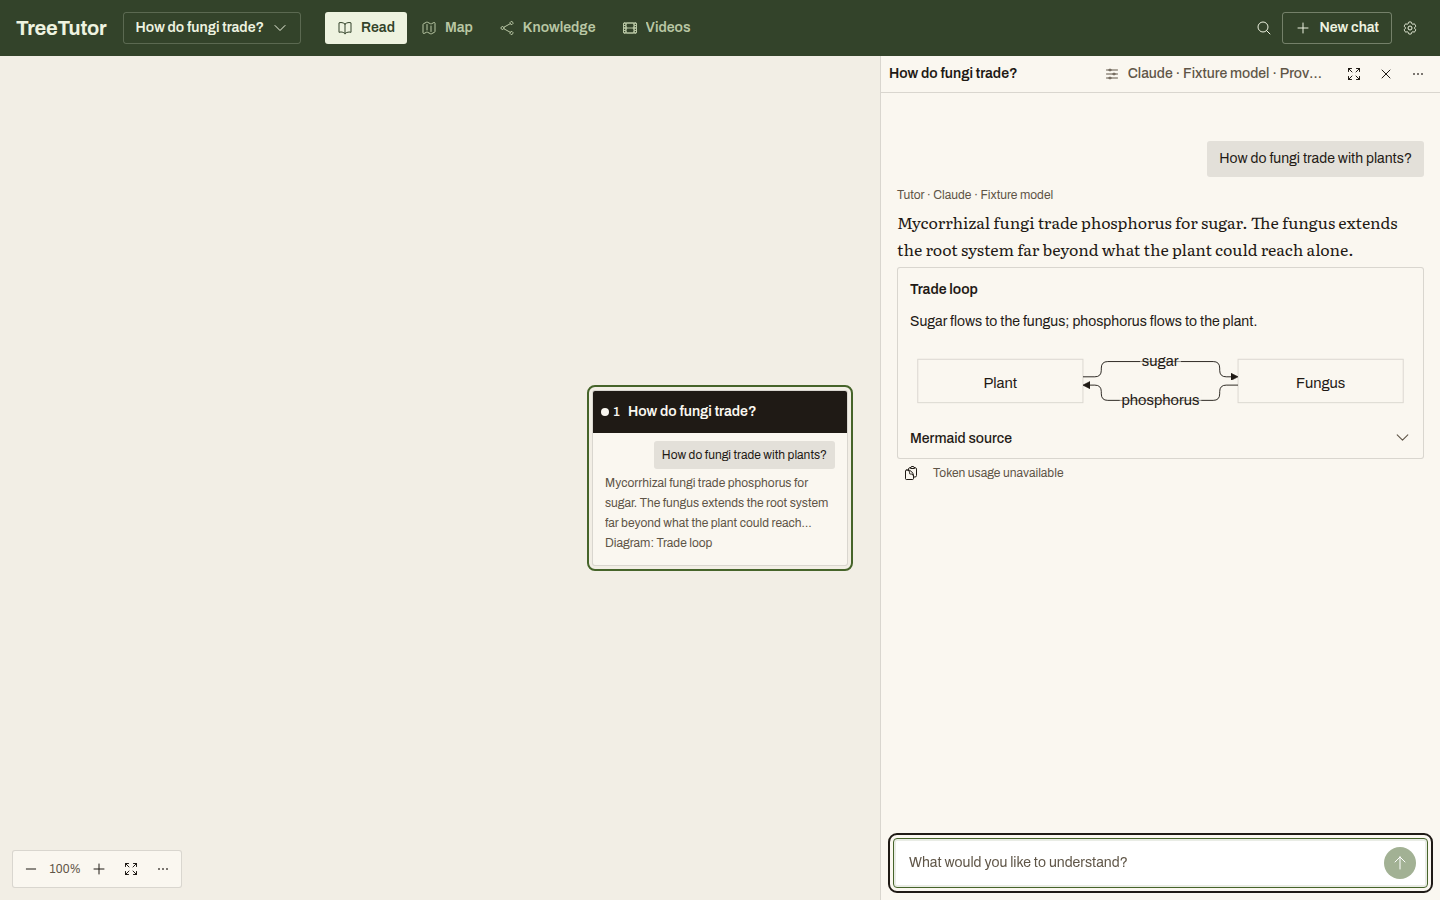 TreeTutor
How do fungi trade?
Read
Map
Knowledge
Videos
New chat
How do fungi trade?
Claude · Fixture model · Prov...
How do fungi trade with plants?
Tutor · Claude · Fixture model
Mycorrhizal fungi trade phosphorus for sugar. The fungus extends
the root system far beyond what the plant could reach alone.
Trade loop
Sugar flows to the fungus; phosphorus flows to the plant.
sugar
Plant
Fungus
phosphorus
Mermaid source
Token usage unavailable
1 How do fungi trade?
How do fungi trade with plants?
Mycorrhizal fungi trade phosphorus for
sugar. The fungus extends the root system
far beyond what the plant could reach...
Diagram: Trade loop
100%
What would you like to understand?